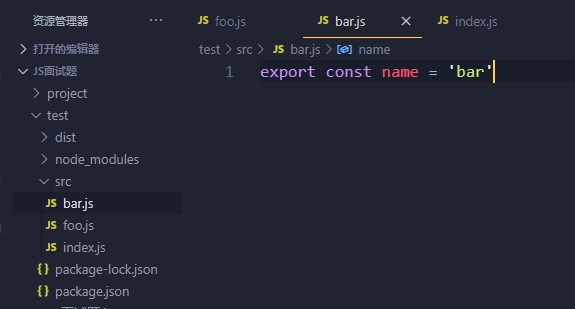 资源管理器 ...
打开的编辑器
JS面试题
project
test
dist
node_modules
src
JS bar.js
JS foo.js
JS index.js
{} package-lock.json
{} package.json
JS foo.js JS bar.js × JS index.js
test > src > JS bar.js > name
1 export const name = 'bar'